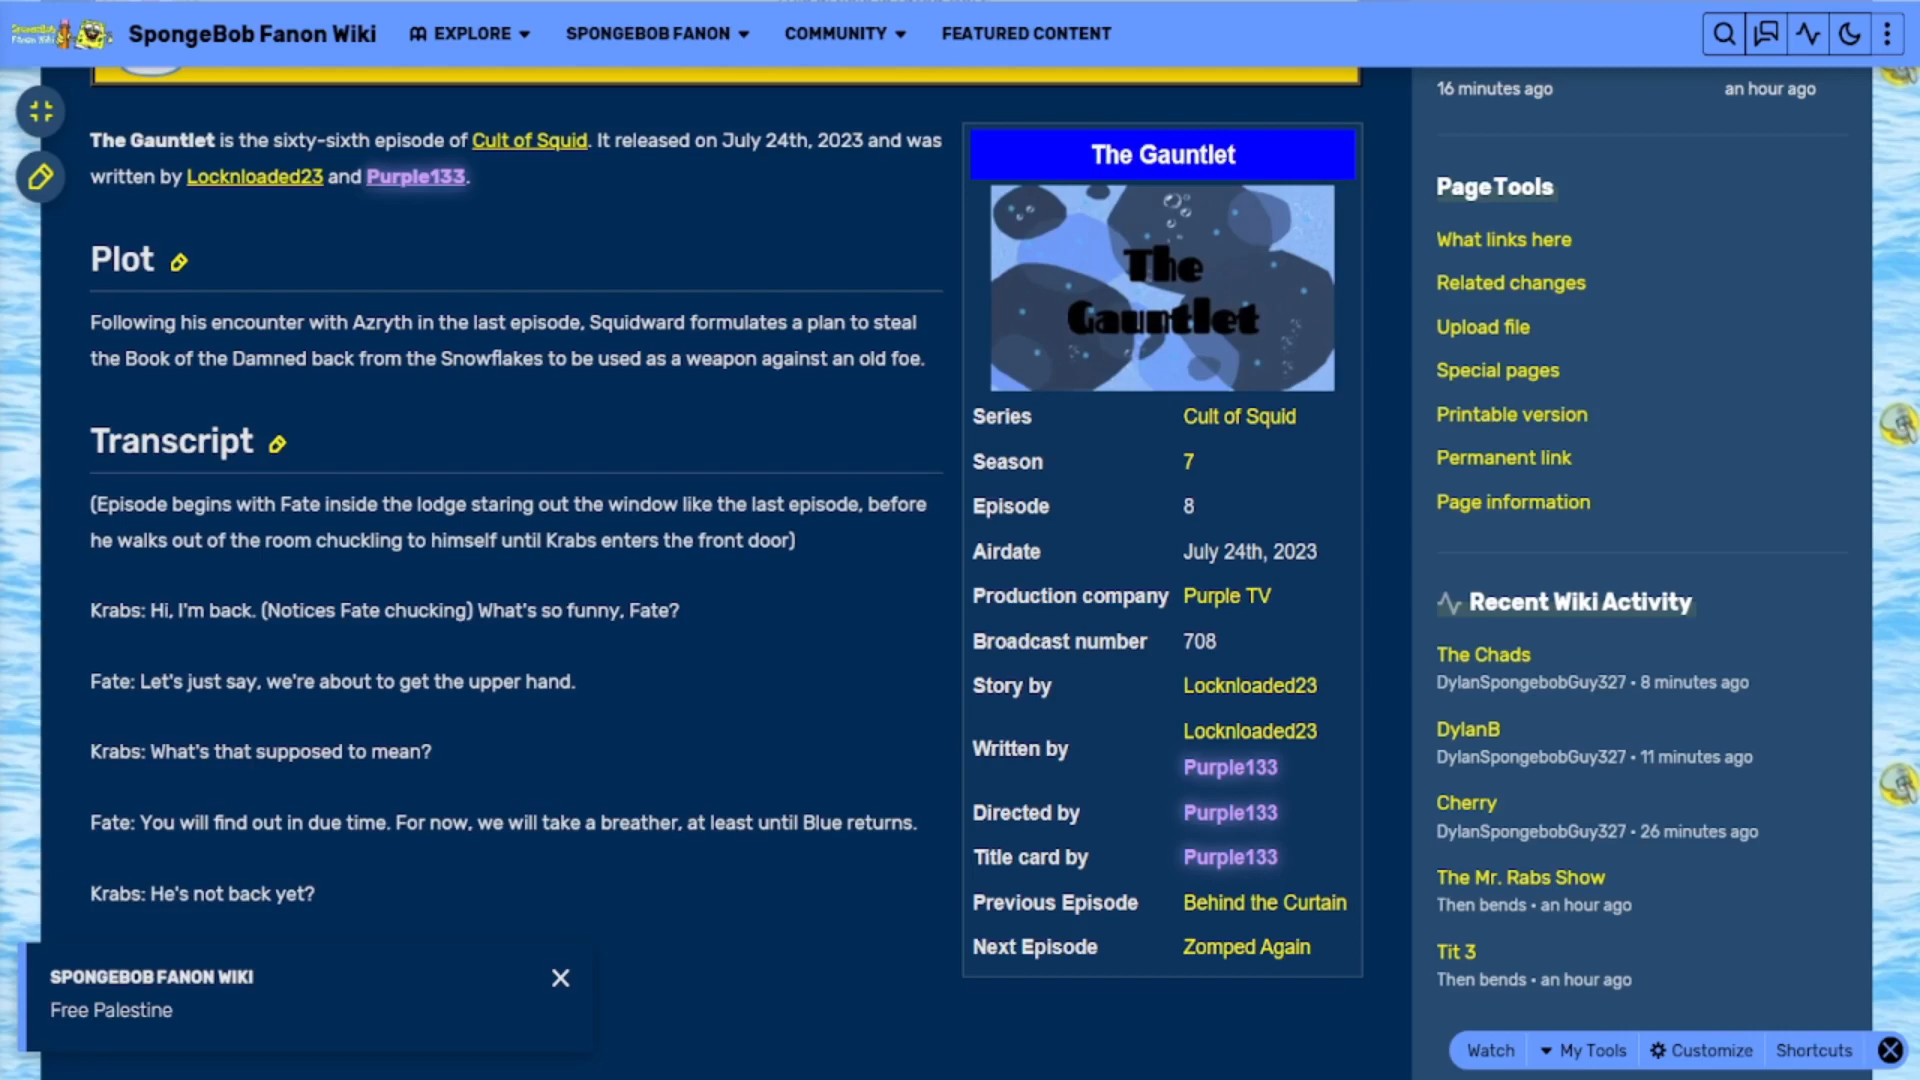 SpongeBob Fanon Wiki
EXPLORE
SPONGEBOB FANON
COMMUNITY
FEATURED CONTENT
16 minutes ago
an hour ago
The Gauntlet is the sixty-sixth episode of Cult of Squid. It released on July 24th, 2023 and was
written by Locknloaded23 and Purple133.
Plot
Following his encounter with Azryth in the last episode, Squidward formulates a plan to steal
the Book of the Damned back from the Snowflakes to be used as a weapon against an old foe.
Transcript
(Episode begins with Fate inside the lodge staring out the window like the last episode, before
he walks out of the room chuckling to himself until Krabs enters the front door)
Krabs: Hi, I'm back. (Notices Fate chucking) What's so funny, Fate?
Fate: Let's just say, we're about to get the upper hand.
Krabs: What's that supposed to mean?
Fate: You will find out in due time. For now, we will take a breather, at least until Blue returns.
Krabs: He's not back yet?
The Gauntlet
The
Gauntlet
Series Cult of Squid
Season 7
Episode 8
Airdate July 24th, 2023
Production company Purple TV
Broadcast number 708
Story by Locknloaded23
Written by Locknloaded23
Purple133
Directed by Purple133
Title card by Purple133
Previous Episode Behind the Curtain
Next Episode Zomped Again
Page Tools
What links here
Related changes
Upload file
Special pages
Printable version
Permanent link
Page information
Recent Wiki Activity
The Chads
DylanSpongebobGuy327 • 8 minutes ago
DylanB
DylanSpongebobGuy327 • 11 minutes ago
Cherry
DylanSpongebobGuy327 • 26 minutes ago
The Mr. Rabs Show
Then bends • an hour ago
Tit 3
Then bends • an hour ago
SPONGEBOB FANON WIKI
Free Palestine
Watch
My Tools
Customize
Shortcuts